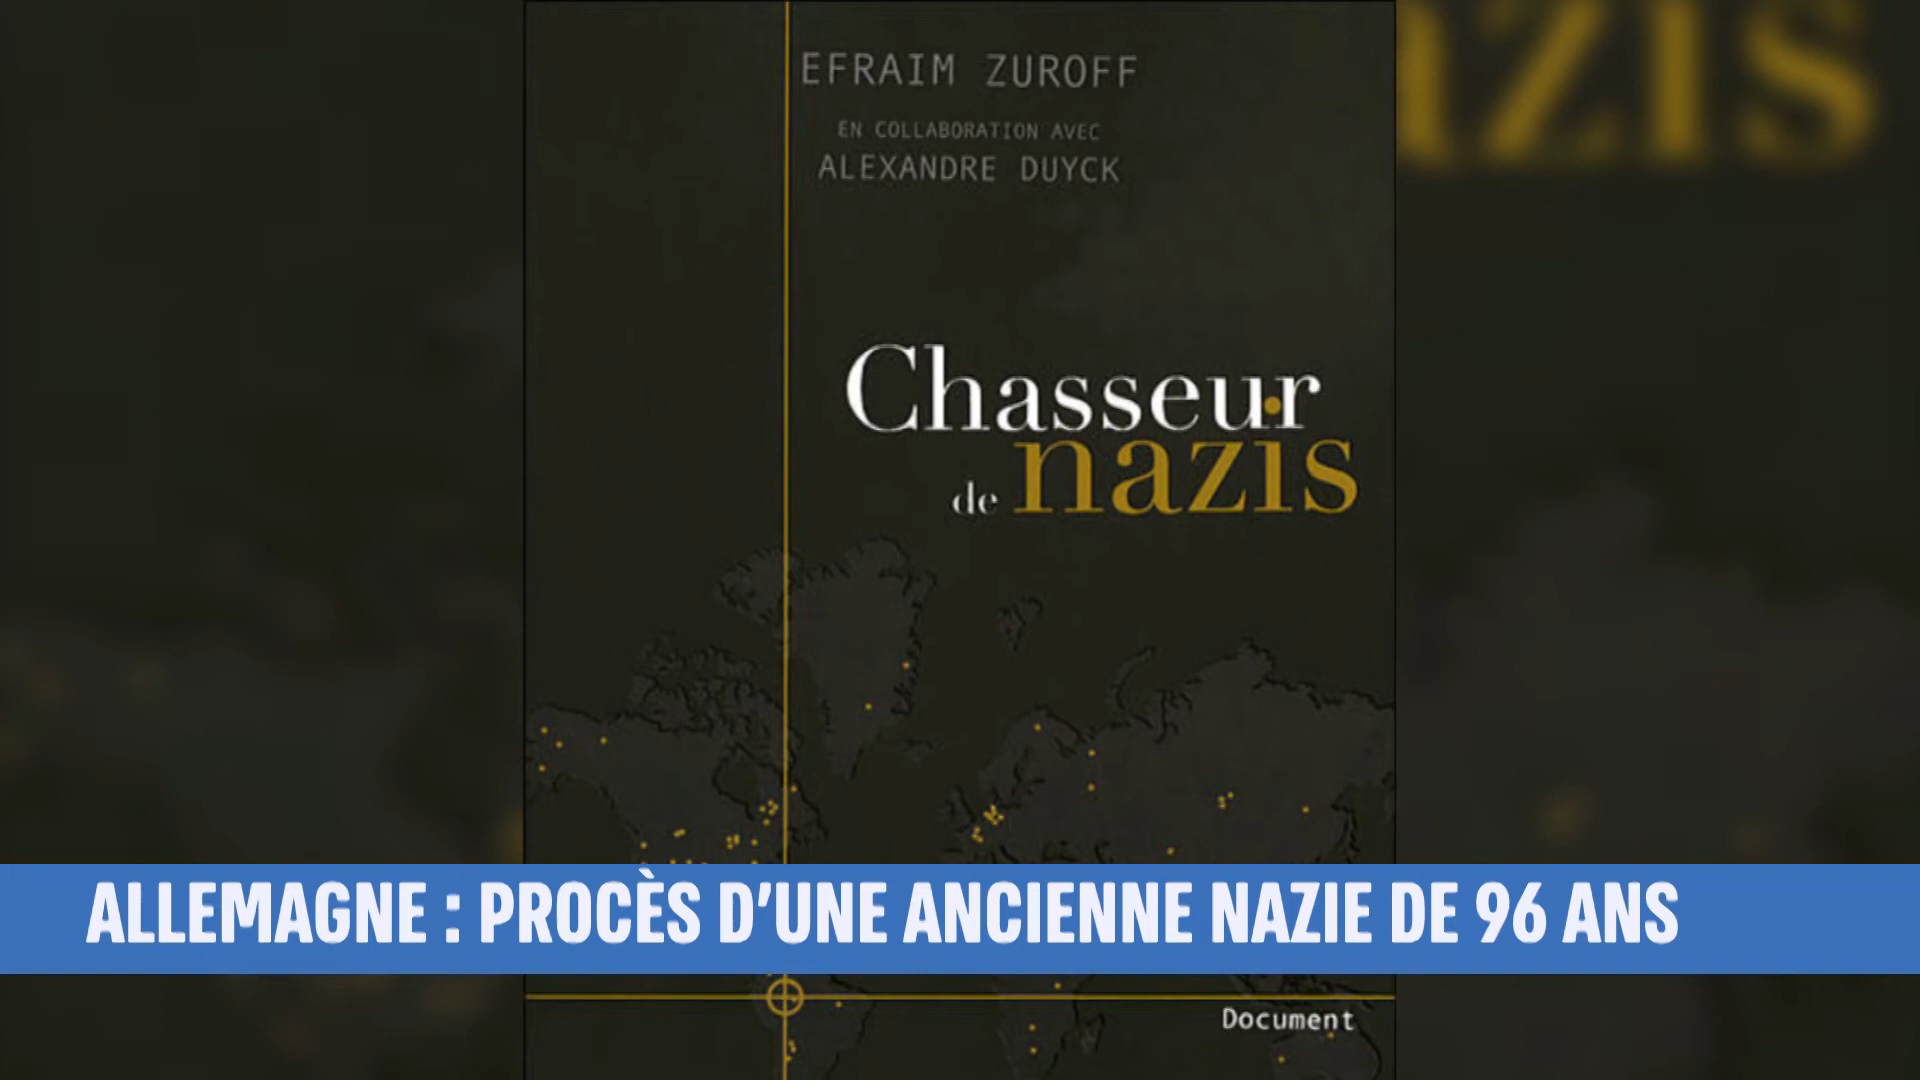 AZIS
EFRAIM ZUROFF
EN COLLABORATION AVEC
ALEXANDRE DUYCK
Chasseur
de nazis
ALLEMAGNE : PROCÈS D'UNE ANCIENNE NAZIE DE 96 ANS
Document